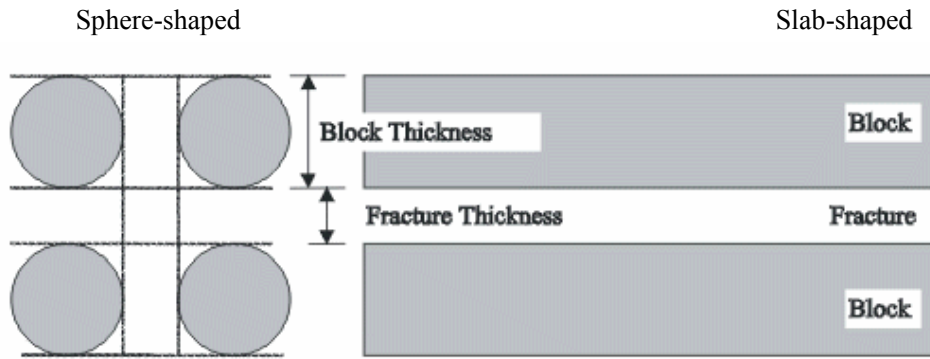 Sphere-shaped
Slab-shaped
Block Thickness
Block
Fracture Thickness
Fracture
Block